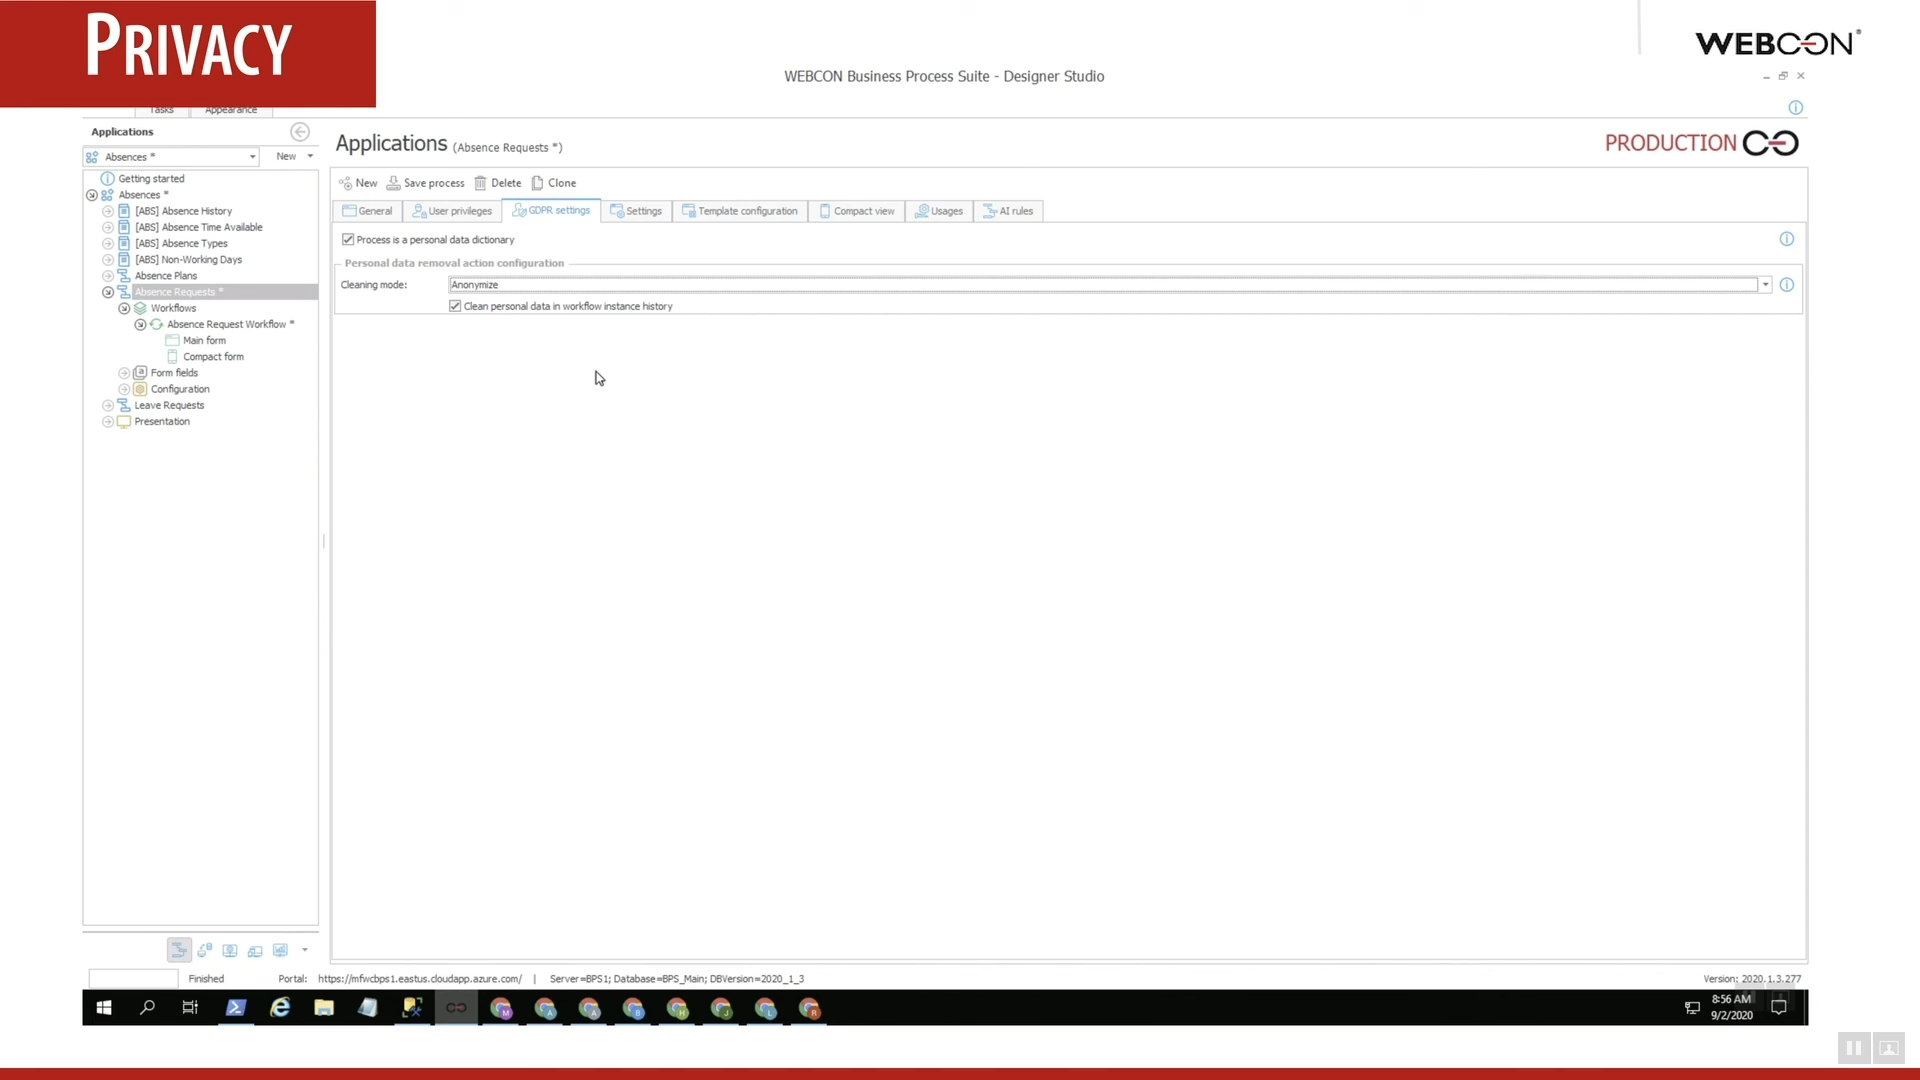 PRIVACY
WEBCON®
WEBCON Business Process Suite - Designer Studio
Tasks Appearance
Applications
Absences * New
Getting started
Absences *
[ABS] Absence History
[ABS] Absence Time Available
[ABS] Absence Types
[ABS] Non-Working Days
Absence Plans
Absence Requests *
Workflows
Absence Request Workflow *
Main form
Compact form
Form fields
Configuration
Leave Requests
Presentation
Applications (Absence Requests *)
PRODUCTION
New Save process Delete Clone
General User privileges GDPR settings Settings Template configuration Compact view Usages AI rules
Process is a personal data dictionary
Personal data removal action configuration
Cleaning mode: Anonymize
Clean personal data in workflow instance history
Finished Portal: https://mfwcbps1.eastus.cloudapp.azure.com/ | Server=BPS1; Database=BPS_Main; DBVersion=2020_1_3 Version: 2020.1.3.277
8:56 AM
9/2/2020